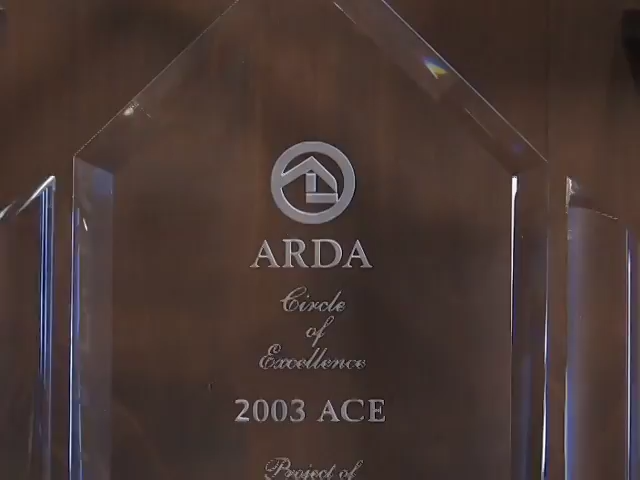 ARDA
Circle
of
Excellence
2003 ACE
Project of